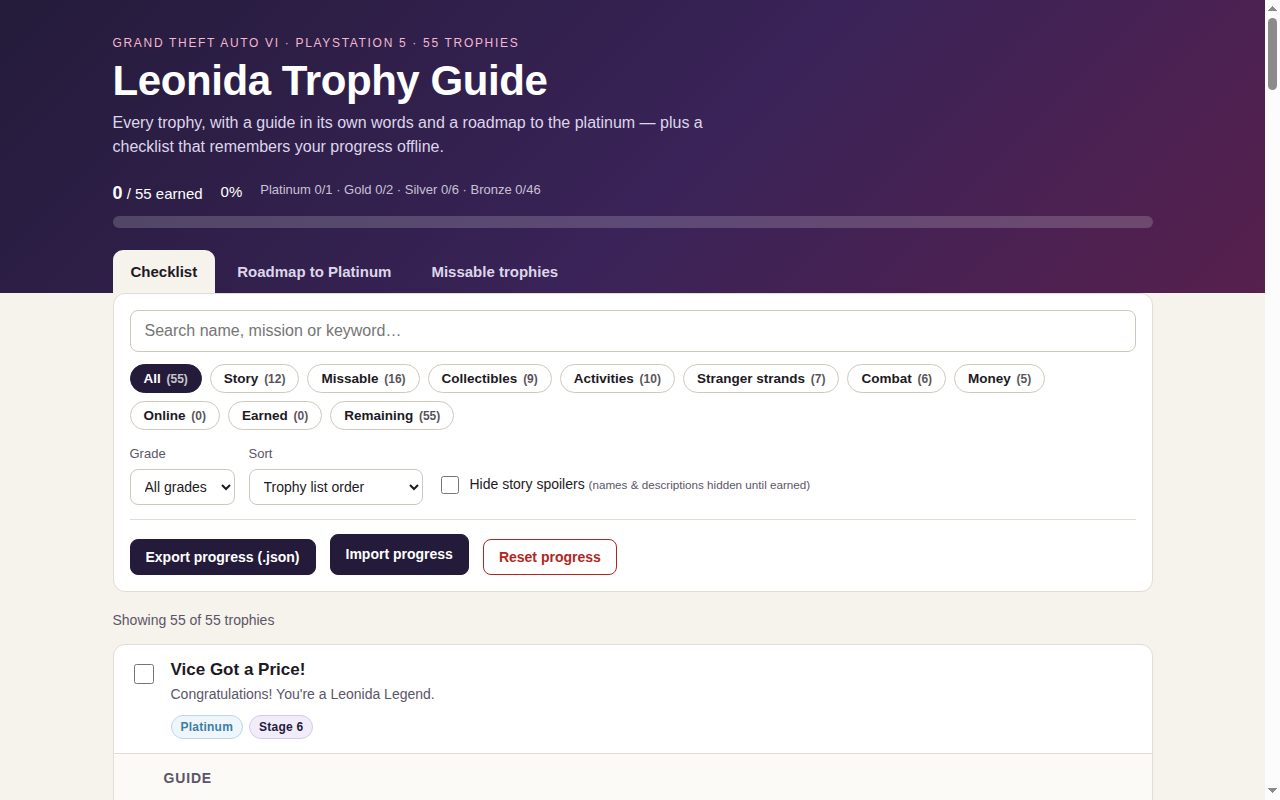 GRAND THEFT AUTO VI · PLAYSTATION 5 · 55 TROPHIES
Leonida Trophy Guide
Every trophy, with a guide in its own words and a roadmap to the platinum — plus a
checklist that remembers your progress offline.
0 / 55 earned 0% Platinum 0/1 · Gold 0/2 · Silver 0/6 · Bronze 0/46
Checklist Roadmap to Platinum Missable trophies
Search name, mission or keyword…
All (55) Story (12) Missable (16) Collectibles (9) Activities (10) Stranger strands (7) Combat (6) Money (5)
Online (0) Earned (0) Remaining (55)
Grade Sort
All grades Trophy list order Hide story spoilers (names & descriptions hidden until earned)
Export progress (.json) Import progress Reset progress
Showing 55 of 55 trophies
Vice Got a Price!
Congratulations! You're a Leonida Legend.
Platinum Stage 6
GUIDE